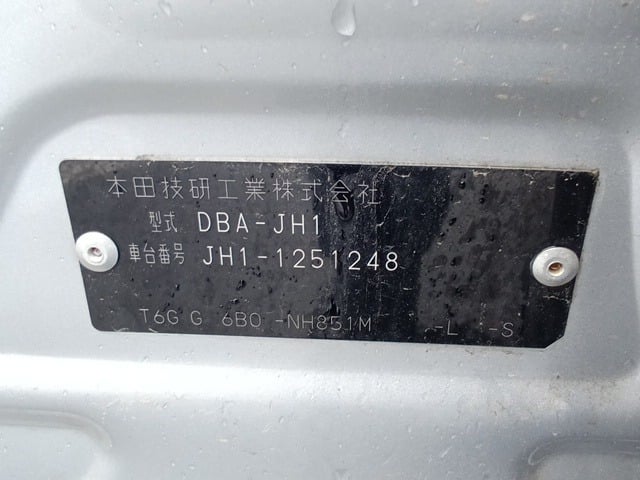 本田技研工業株式会社
型式 DBA-JH1
車台番号 JH1-1251248
T6G G 6B0 -NH851M -L -S